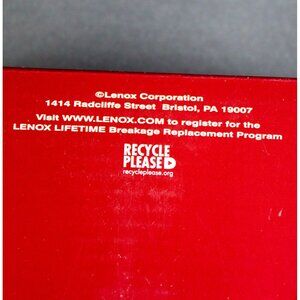 ©Lenox Corporation
1414 Radcliffe Street Bristol, PA 19007
Visit WWW.LENOX.COM to register for the
LENOX LIFETIME Breakage Replacement Program
RECYCLE
PLEASE
recycleplease.org